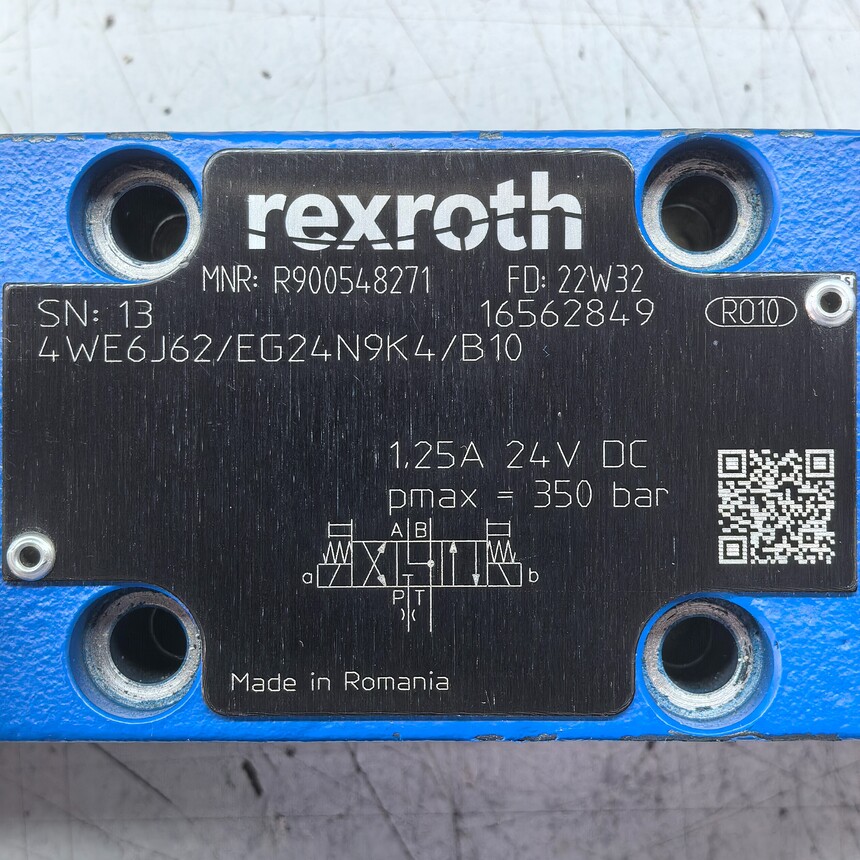 rexroth
MNR: R900548271 FD: 22W32
SN: 13 16562849 RO10
4WE6J62/EG24N9K4/B10
1,25A 24V DC
pmax = 350 bar
A B
a b
P T
Made in Romania